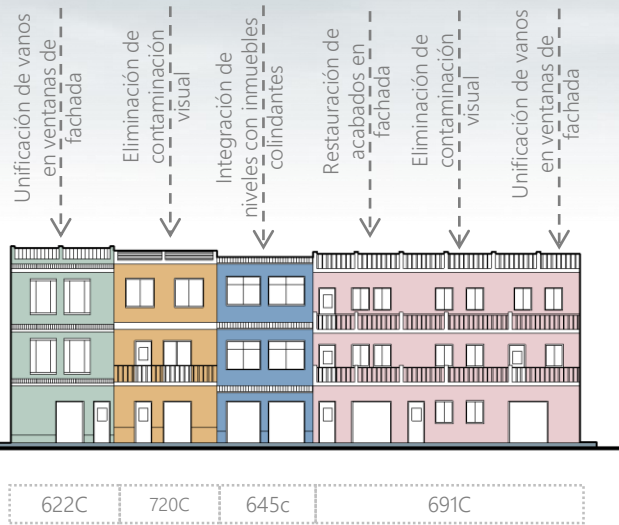 Unificación de vanos
en ventanas de
fachada
Eliminación de
contaminación
visual
Integración de
niveles con inmuebles
colindantes
Restauración de
acabados en
fachada
Eliminación de
contaminación
visual
Unificación de vanos
en ventanas de
fachada
622C
720C
645c
691C